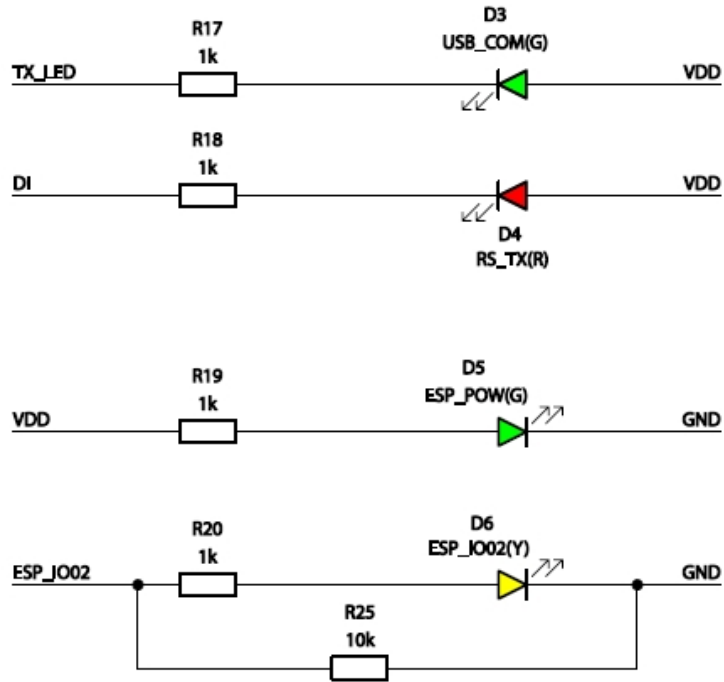 D3
R17
USB_COM(G)
1k
TX_LED
VDD
R18
1k
DI
VDD
D4
RS_TX(R)
D5
R19
ESP_POW(G)
1k
VDD
GND
D6
R20
ESP_IO02(Y)
1k
ESP_IO02
GND
R25
10k